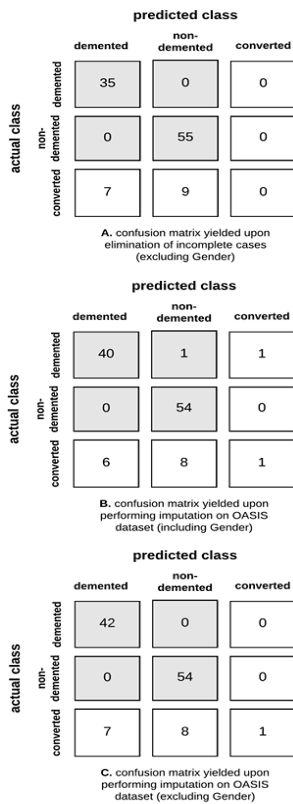 predicted class
non-
demented demented converted
actual class
demented 35 0 0
non-
demented 0 55 0
converted 7 9 0
A. confusion matrix yielded upon
elimination of incomplete cases
(excluding Gender)
predicted class
non-
demented demented converted
actual class
demented 40 1 1
non-
demented 0 54 0
converted 6 8 1
B. confusion matrix yielded upon
performing imputation on OASIS
dataset (including Gender)
predicted class
non-
demented demented converted
actual class
demented 42 0 0
non-
demented 0 54 0
converted 7 8 1
C. confusion matrix yielded upon
performing imputation on OASIS
dataset (excluding Gender)